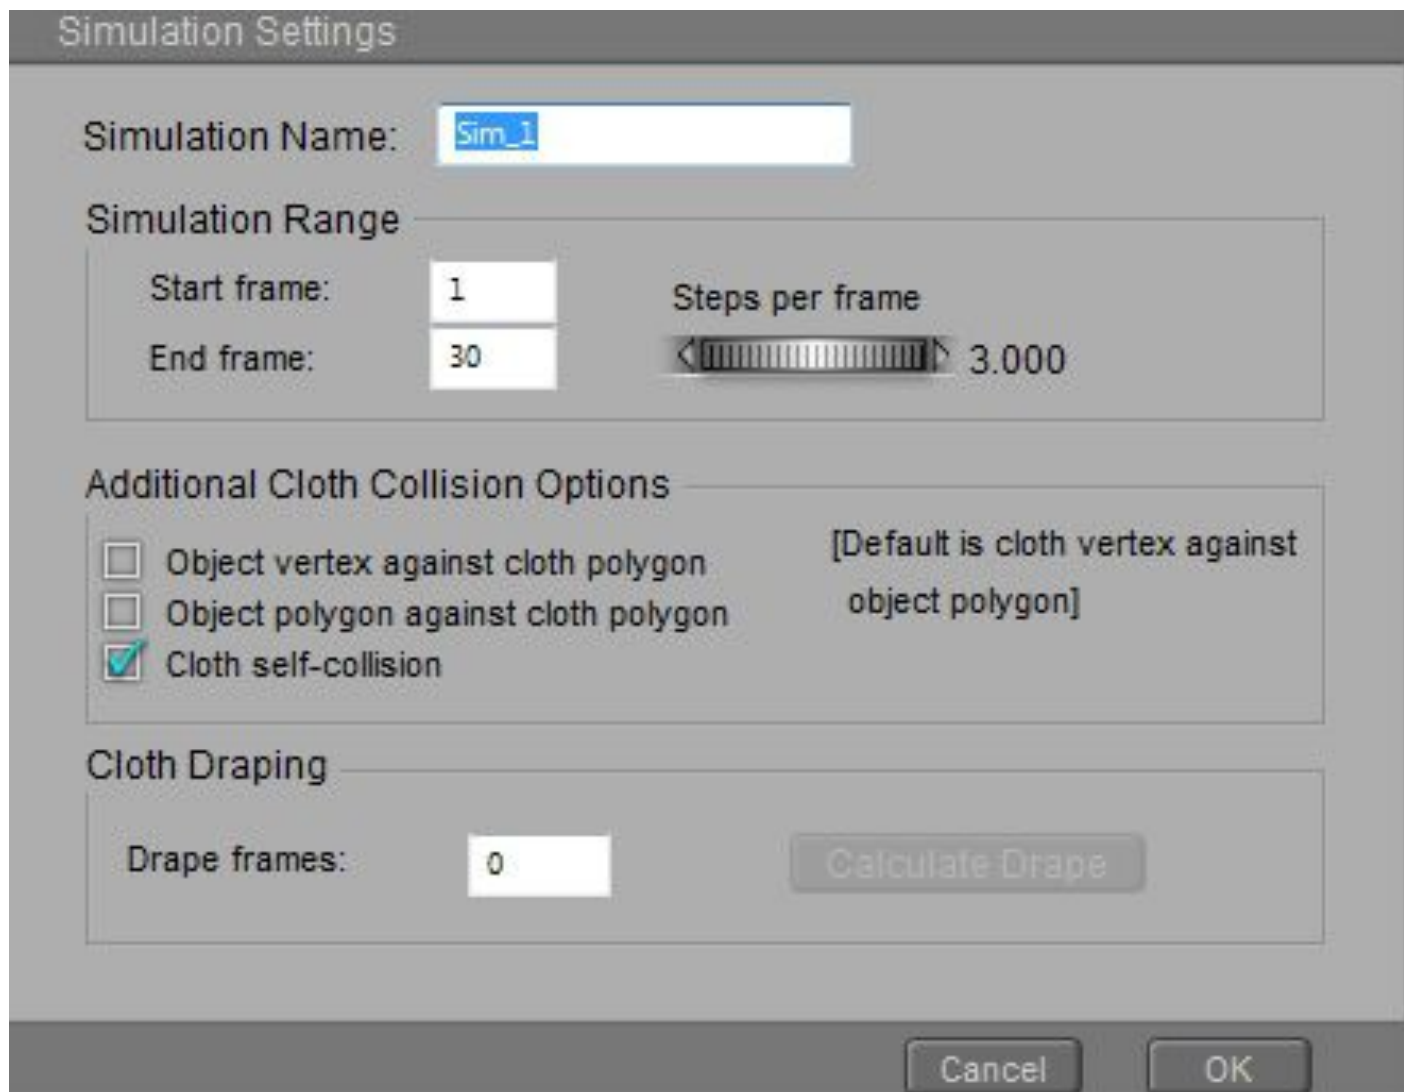 Simulation Settings
Simulation Name: Sim_1
Simulation Range
Start frame: 1
Steps per frame
End frame: 30
3.000
Additional Cloth Collision Options
[Default is cloth vertex against
object polygon]
Object vertex against cloth polygon
Object polygon against cloth polygon
Cloth self-collision
Cloth Draping
Drape frames: 0
Calculate Drape
Cancel
OK